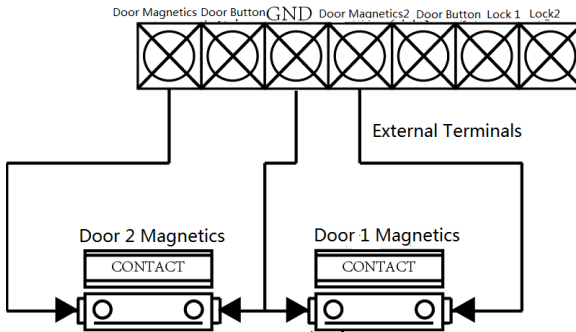 Door Magnetics Door Button GND Door Magnetics2 Door Button Lock 1 Lock2
External Terminals
Door 2 Magnetics Door 1 Magnetics
CONTACT CONTACT